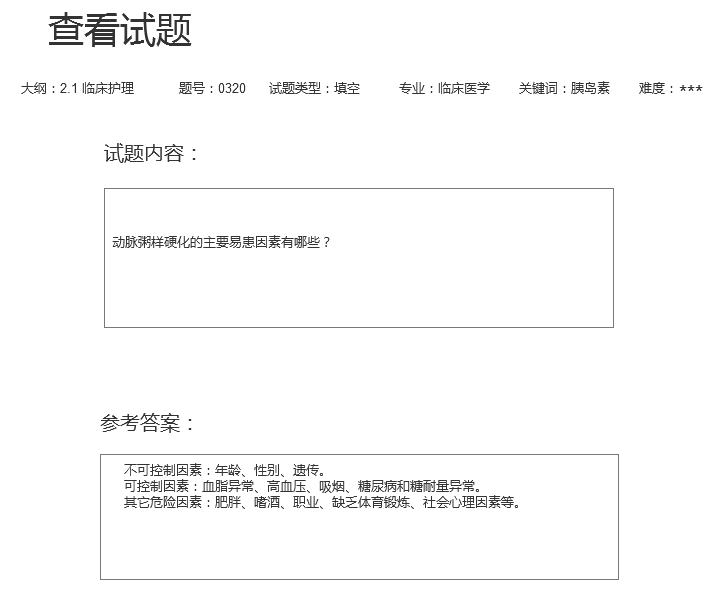 查看试题
大纲：2.1 临床护理 题号：0320 试题类型：填空 专业：临床医学 关键词：胰岛素 难度：***
试题内容：
动脉粥样硬化的主要易患因素有哪些？
参考答案：
不可控制因素：年龄、性别、遗传。
可控制因素：血脂异常、高血压、吸烟、糖尿病和糖耐量异常。
其它危险因素：肥胖、嗜酒、职业、缺乏体育锻炼、社会心理因素等。